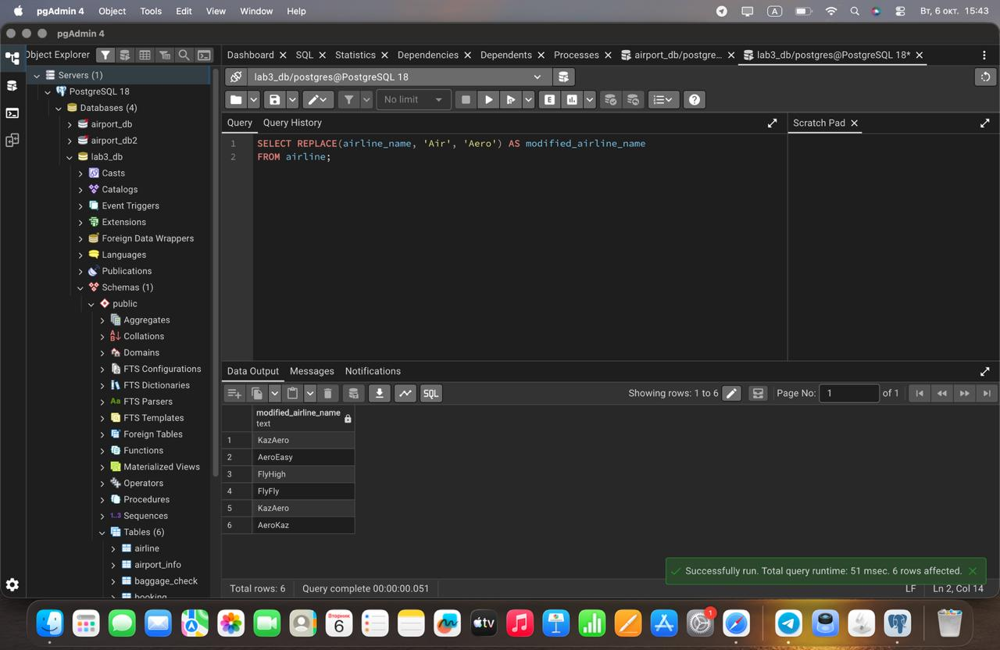 pgAdmin 4 Object Tools Edit View Window Help A Вт, 6 окт. 15:43
pgAdmin 4
Object Explorer
Dashboard SQL Statistics Dependencies Dependents Processes airport_db/postgre... lab3_db/postgres@PostgreSQL 18*
lab3_db/postgres@PostgreSQL 18
No limit E
Query Query History Scratch Pad
1 SELECT REPLACE(airline_name, 'Air', 'Aero') AS modified_airline_name
2 FROM airline;
Servers (1)
PostgreSQL 18
Databases (4)
airport_db
airport_db2
lab3_db
Casts
Catalogs
Event Triggers
Extensions
Foreign Data Wrappers
Languages
Publications
Schemas (1)
public
Aggregates
Collations
Domains
FTS Configurations
FTS Dictionaries
Aa FTS Parsers
FTS Templates
Foreign Tables
Functions
Materialized Views
Operators
Procedures
1..3 Sequences
Tables (6)
airline
airport_info
baggage_check
booking
Data Output Messages Notifications
SQL Showing rows: 1 to 6 Page No: 1 of 1
modified_airline_name
text
1 KazAero
2 AeroEasy
3 FlyHigh
4 FlyFly
5 KazAero
6 AeroKaz
Successfully run. Total query runtime: 51 msec. 6 rows affected.
Total rows: 6 Query complete 00:00:00.051 LF Ln 2, Col 14
Вторник
6
tv
1